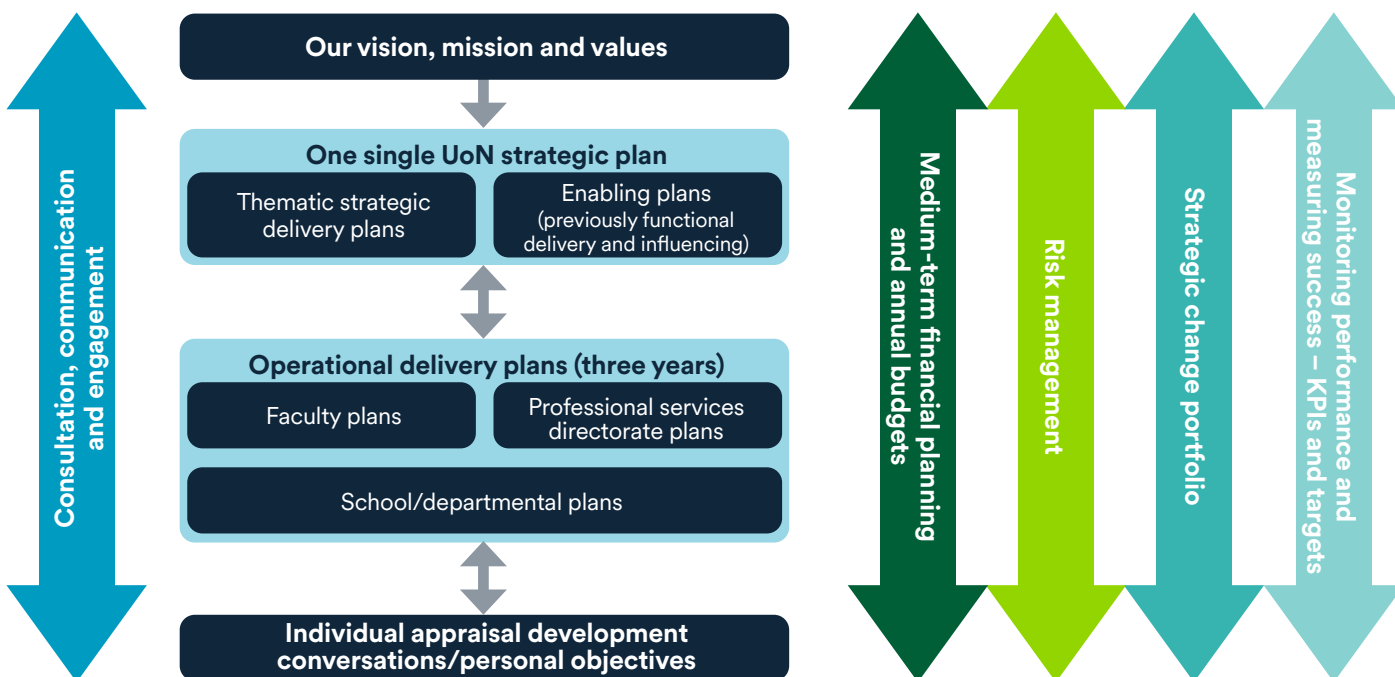 Consultation, communication
and engagement
Our vision, mission and values
One single UoN strategic plan
Thematic strategic
delivery plans
Enabling plans
(previously functional
delivery and influencing)
Operational delivery plans (three years)
Faculty plans
Professional services
directorate plans
School/departmental plans
Individual appraisal development
conversations/personal objectives
Medium-term financial planning
and annual budgets
Risk management
Strategic change portfolio
Monitoring performance and
measuring success – KPIs and targets